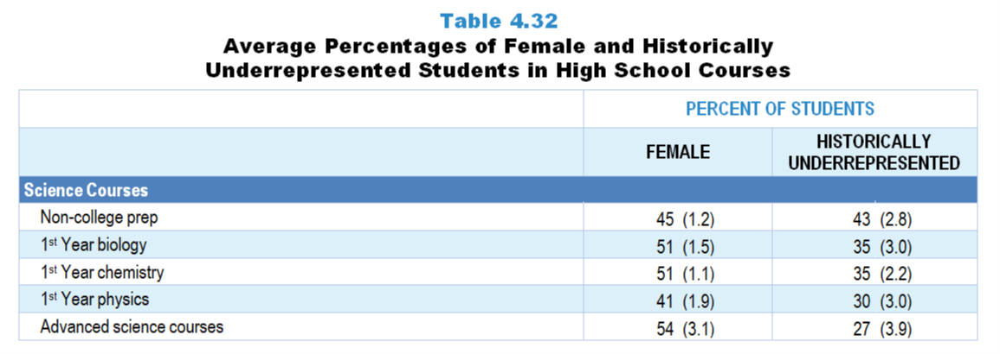 Table 4.32
Average Percentages of Female and Historically
Underrepresented Students in High School Courses
PERCENT OF STUDENTS
FEMALE
HISTORICALLY
UNDERREPRESENTED
Science Courses
Non-college prep 45 (1.2) 43 (2.8)
1st Year biology 51 (1.5) 35 (3.0)
1st Year chemistry 51 (1.1) 35 (2.2)
1st Year physics 41 (1.9) 30 (3.0)
Advanced science courses 54 (3.1) 27 (3.9)